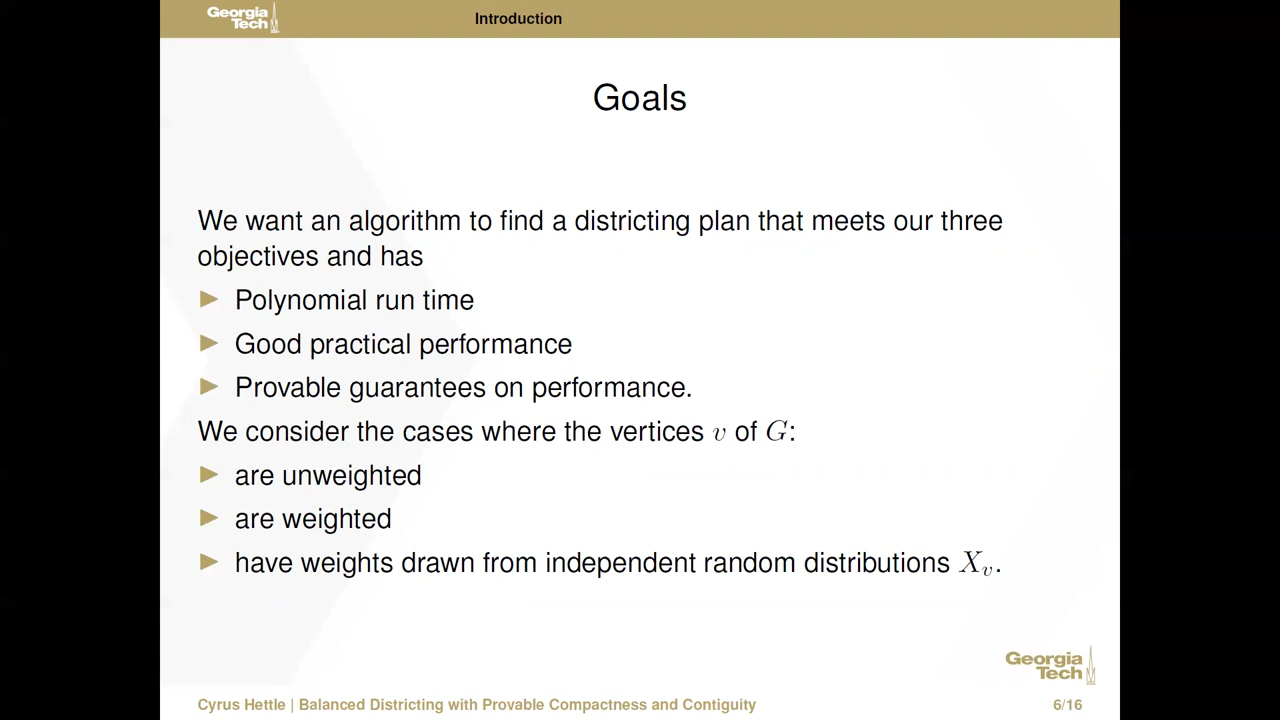 Georgia
Tech
Introduction
Goals
We want an algorithm to find a districting plan that meets our three
objectives and has
Polynomial run time
Good practical performance
Provable guarantees on performance.
We consider the cases where the vertices v of G:
are unweighted
are weighted
have weights drawn from independent random distributions Xᵥ.
Georgia
Tech
Cyrus Hettle | Balanced Districting with Provable Compactness and Contiguity
6/16